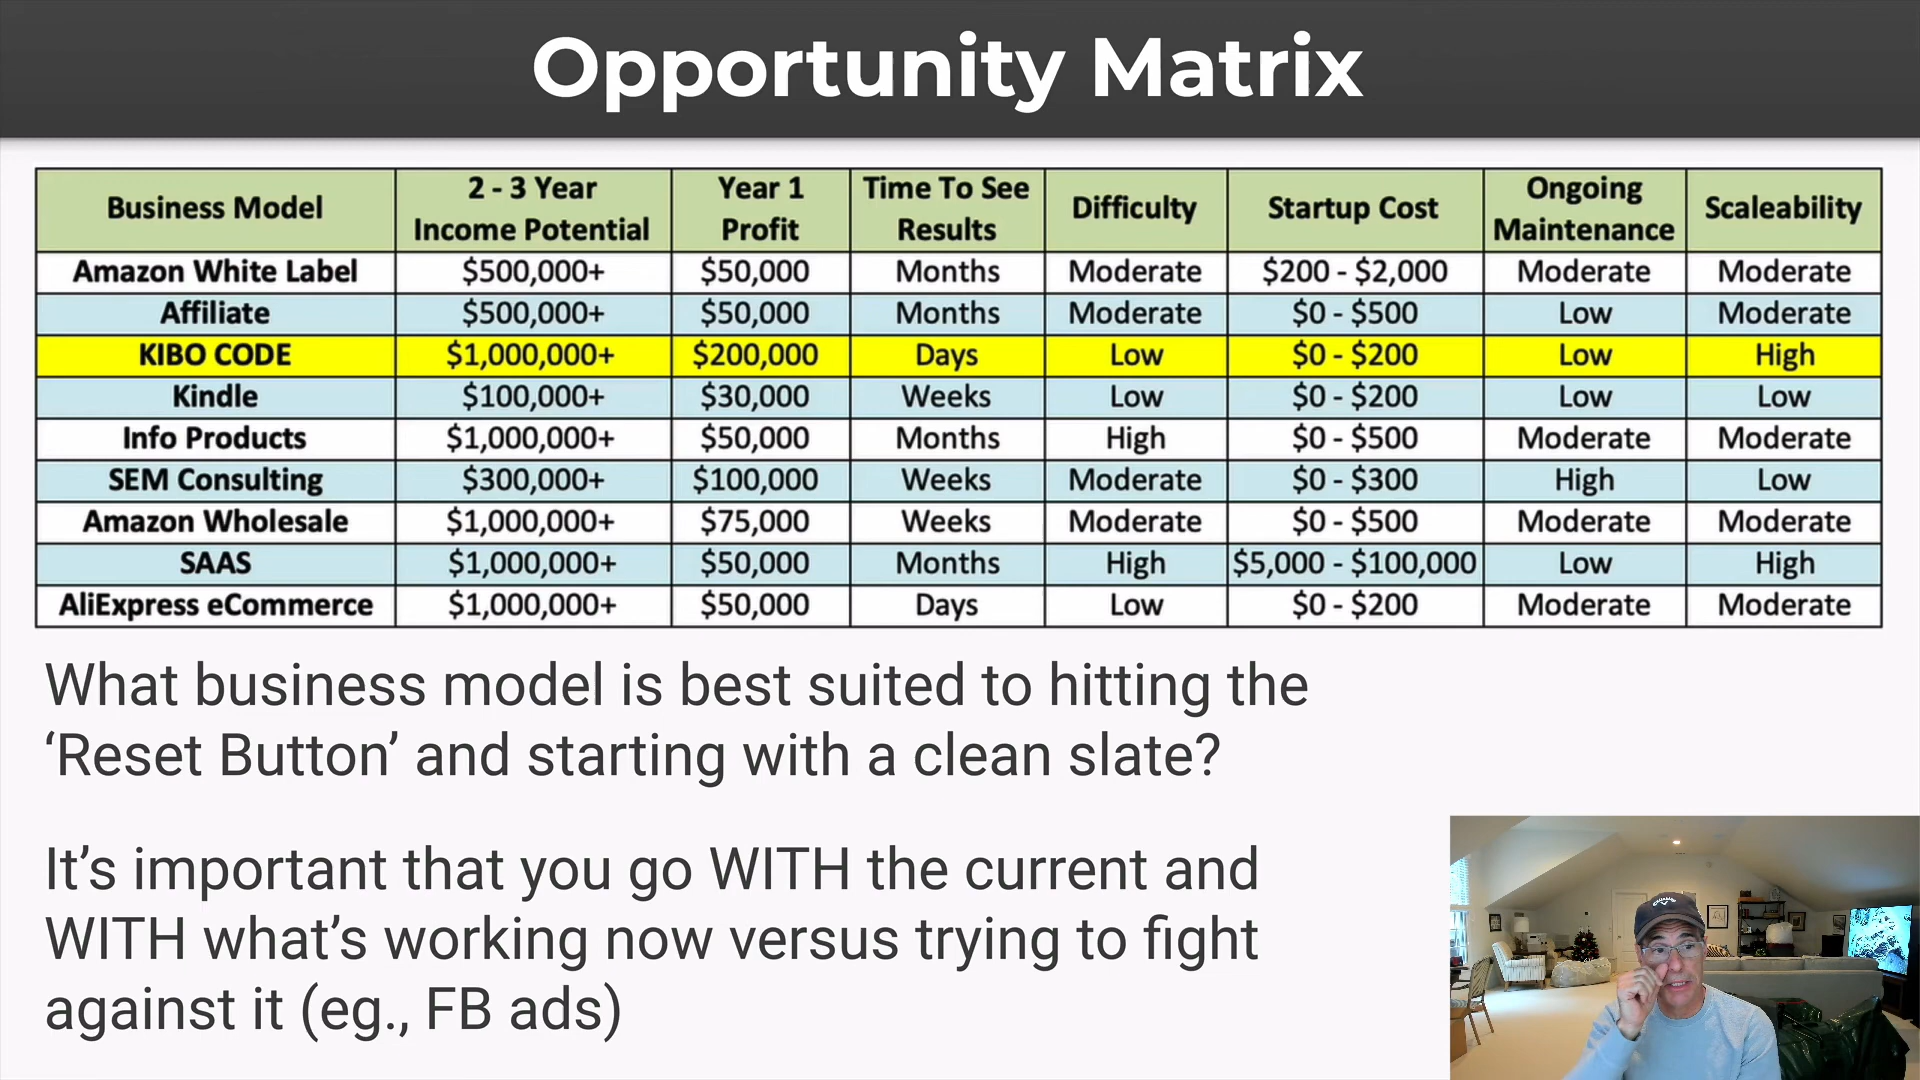 Opportunity Matrix
Business Model 2 - 3 Year Income Potential Year 1 Profit Time To See Results Difficulty Startup Cost Ongoing Maintenance Scaleability
Amazon White Label $500,000+ $50,000 Months Moderate $200 - $2,000 Moderate Moderate
Affiliate $500,000+ $50,000 Months Moderate $0 - $500 Low Moderate
KIBO CODE $1,000,000+ $200,000 Days Low $0 - $200 Low High
Kindle $100,000+ $30,000 Weeks Low $0 - $200 Low Low
Info Products $1,000,000+ $50,000 Months High $0 - $500 Moderate Moderate
SEM Consulting $300,000+ $100,000 Weeks Moderate $0 - $300 High Low
Amazon Wholesale $1,000,000+ $75,000 Weeks Moderate $0 - $500 Moderate Moderate
SAAS $1,000,000+ $50,000 Months High $5,000 - $100,000 Low High
AliExpress eCommerce $1,000,000+ $50,000 Days Low $0 - $200 Moderate Moderate
What business model is best suited to hitting the
‘Reset Button’ and starting with a clean slate?
It’s important that you go WITH the current and
WITH what’s working now versus trying to fight
against it (eg., FB ads)